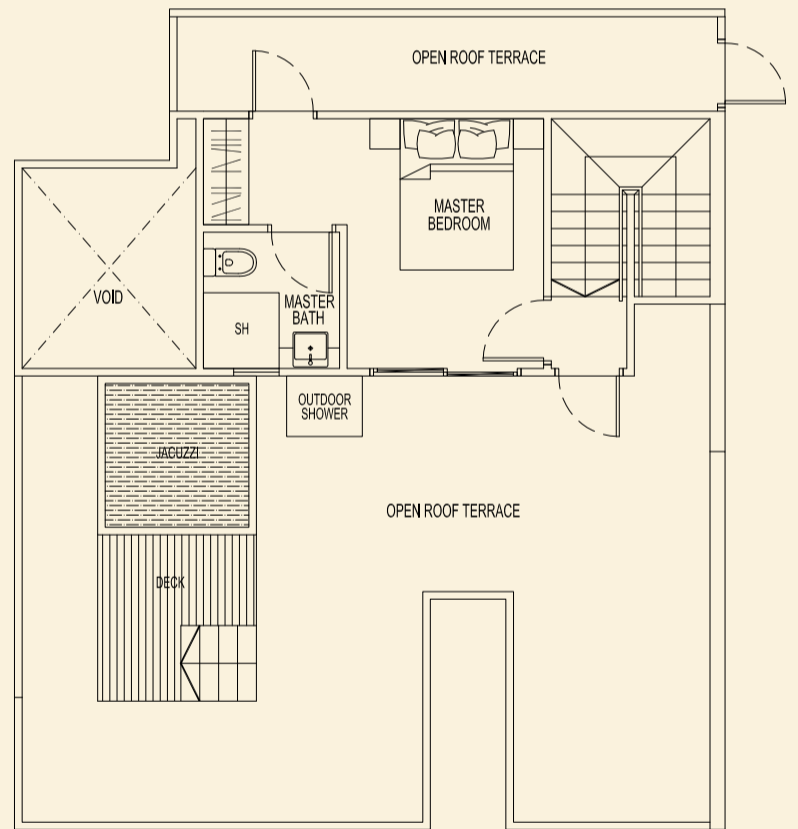 OPEN ROOF TERRACE
MASTER
BEDROOM
VOID
MASTER
BATH
SH
OUTDOOR
SHOWER
JACUZZI
OPEN ROOF TERRACE
DECK